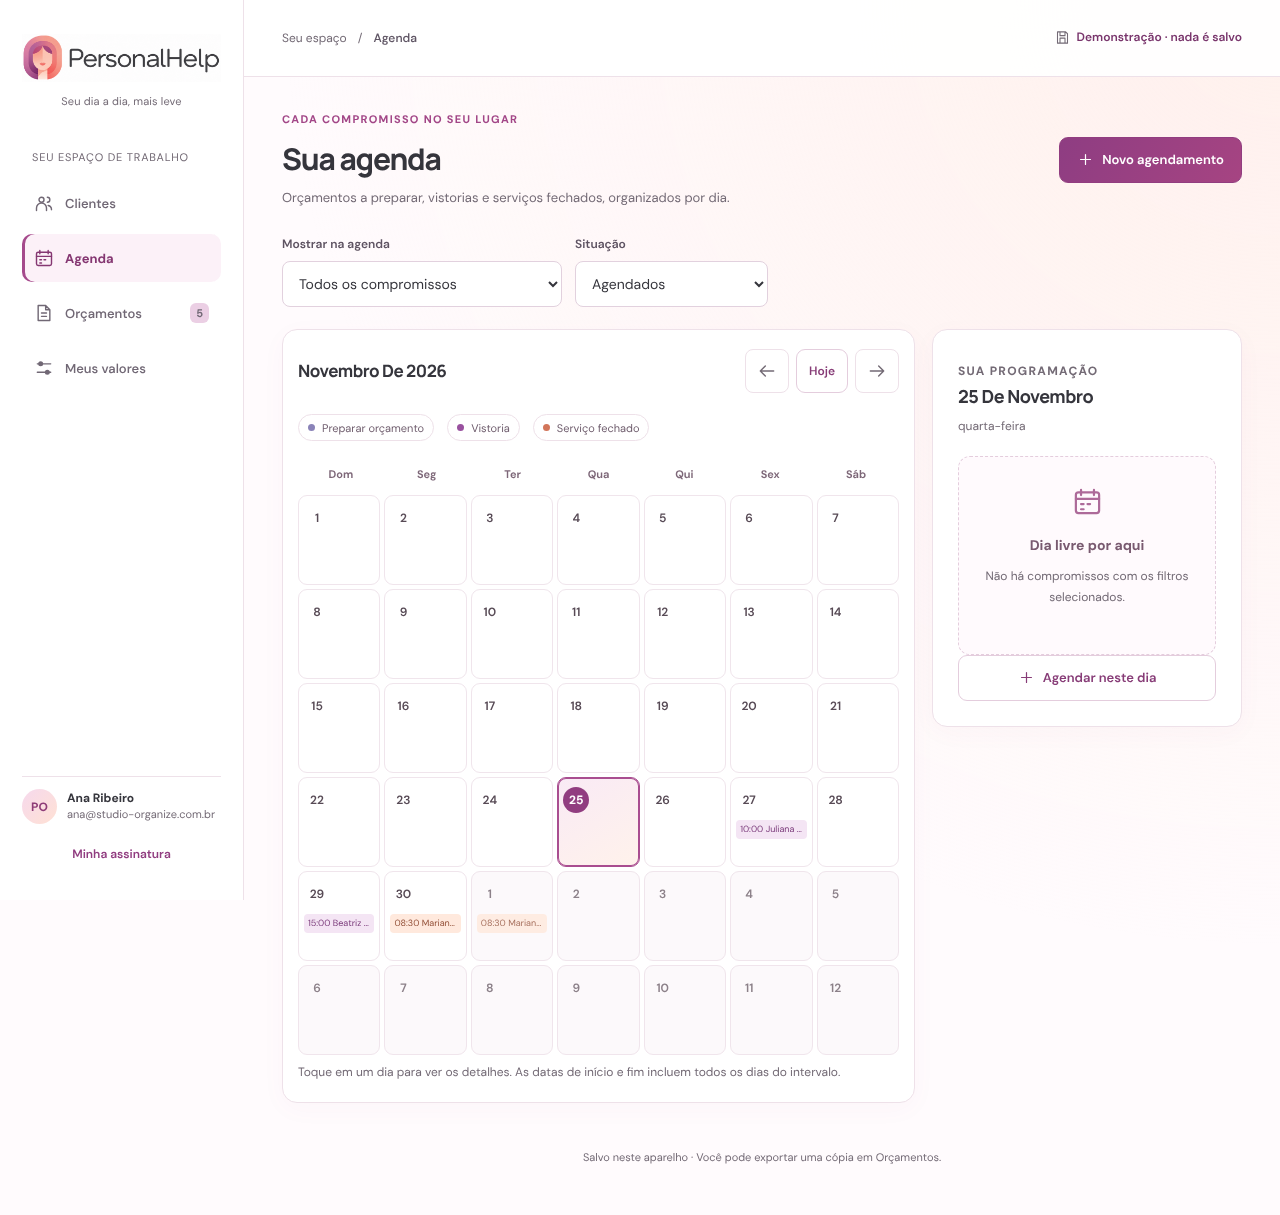 PersonalHelp
Seu dia a dia, mais leve
SEU ESPAÇO DE TRABALHO
Clientes
Agenda
Orçamentos 5
Meus valores
PO
Ana Ribeiro
ana@studio-organize.com.br
Minha assinatura
Seu espaço / Agenda
Demonstração · nada é salvo
CADA COMPROMISSO NO SEU LUGAR
Sua agenda
Orçamentos a preparar, vistorias e serviços fechados, organizados por dia.
Novo agendamento
Mostrar na agenda
Todos os compromissos
Situação
Agendados
Novembro De 2026
Hoje
Preparar orçamento
Vistoria
Serviço fechado
Dom Seg Ter Qua Qui Sex Sáb
1 2 3 4 5 6 7
8 9 10 11 12 13 14
15 16 17 18 19 20 21
22 23 24 25 26 27 28
10:00 Juliana ...
29 30 1 2 3 4 5
15:00 Beatriz ... 08:30 Marian... 08:30 Marian...
6 7 8 9 10 11 12
Toque em um dia para ver os detalhes. As datas de início e fim incluem todos os dias do intervalo.
SUA PROGRAMAÇÃO
25 De Novembro
quarta-feira
Dia livre por aqui
Não há compromissos com os filtros
selecionados.
Agendar neste dia
Salvo neste aparelho · Você pode exportar uma cópia em Orçamentos.